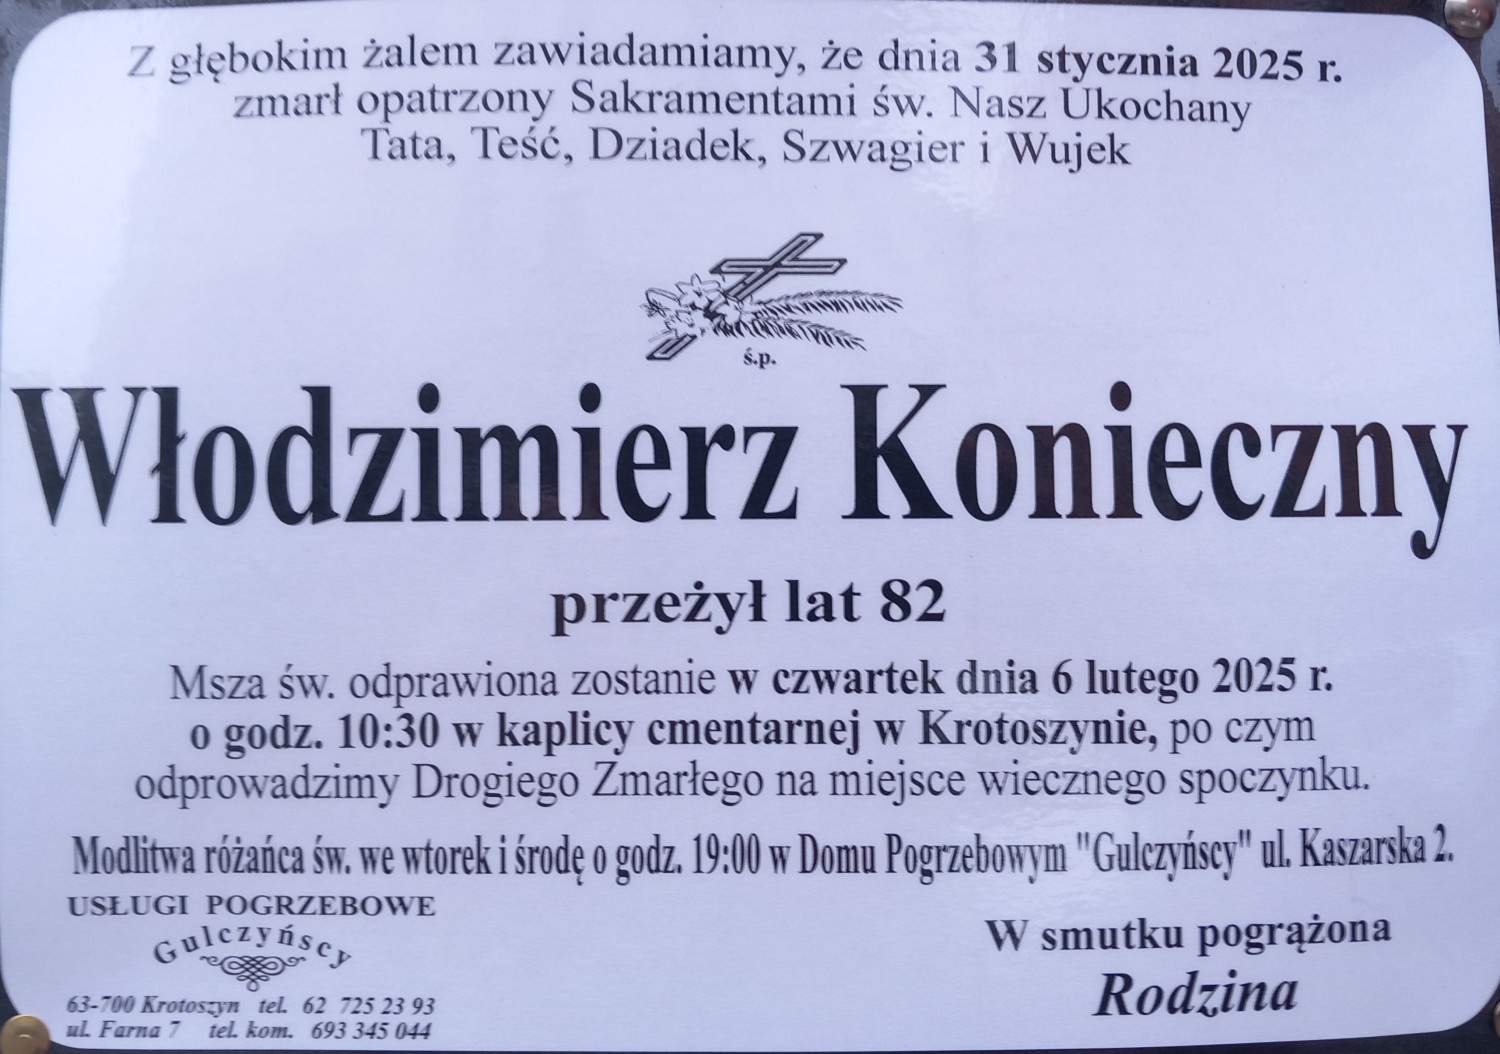 Z głębokim żalem zawiadamiamy, że dnia 31 stycznia 2025 r.
zmarł opatrzony Sakramentami św. Nasz Ukochany
Tata, Teść, Dziadek, Szwagier i Wujek
ś.p.
Włodzimierz Konieczny
przeżył lat 82
Msza św. odprawiona zostanie w czwartek dnia 6 lutego 2025 r.
o godz. 10:30 w kaplicy cmentarnej w Krotoszynie, po czym
odprowadzimy Drogiego Zmarłego na miejsce wiecznego spoczynku.
Modlitwa różańca św. we wtorek i środę o godz. 19:00 w Domu Pogrzebowym "Gulczyńscy" ul. Kaszarska 2.
USŁUGI POGRZEBOWE
Gulczyńscy
63-700 Krotoszyn tel. 62 725 23 93
ul. Farna 7 tel. kom. 693 345 044
W smutku pogrążona
Rodzina